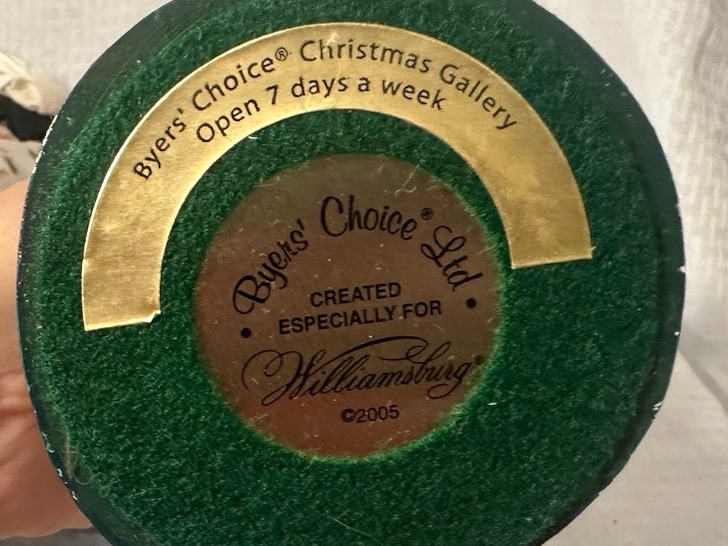 Byers' Choice® Christmas Gallery
Open 7 days a week
Byers' Choice® Ltd
• CREATED •
ESPECIALLY FOR
Williamsburg®
©2005